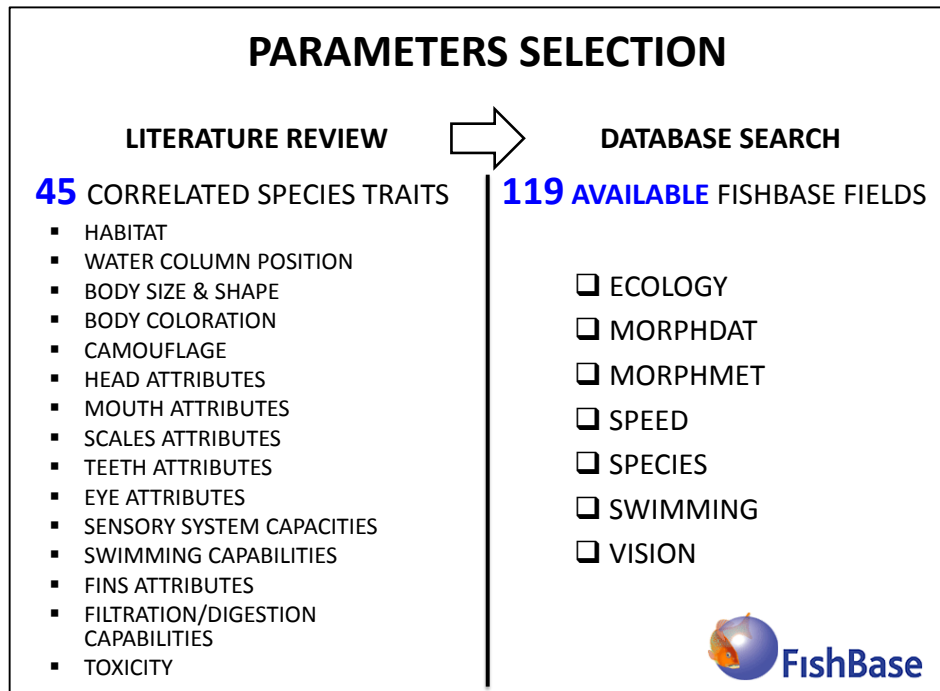 PARAMETERS SELECTION
LITERATURE REVIEW
45 CORRELATED SPECIES TRAITS
HABITAT
WATER COLUMN POSITION
BODY SIZE & SHAPE
BODY COLORATION
CAMOUFLAGE
HEAD ATTRIBUTES
MOUTH ATTRIBUTES
SCALES ATTRIBUTES
TEETH ATTRIBUTES
EYE ATTRIBUTES
SENSORY SYSTEM CAPACITIES
SWIMMING CAPABILITIES
FINS ATTRIBUTES
FILTRATION/DIGESTION
CAPABILITIES
TOXICITY
DATABASE SEARCH
119 AVAILABLE FISHBASE FIELDS
ECOLOGY
MORPHDAT
MORPHMET
SPEED
SPECIES
SWIMMING
VISION
FishBase